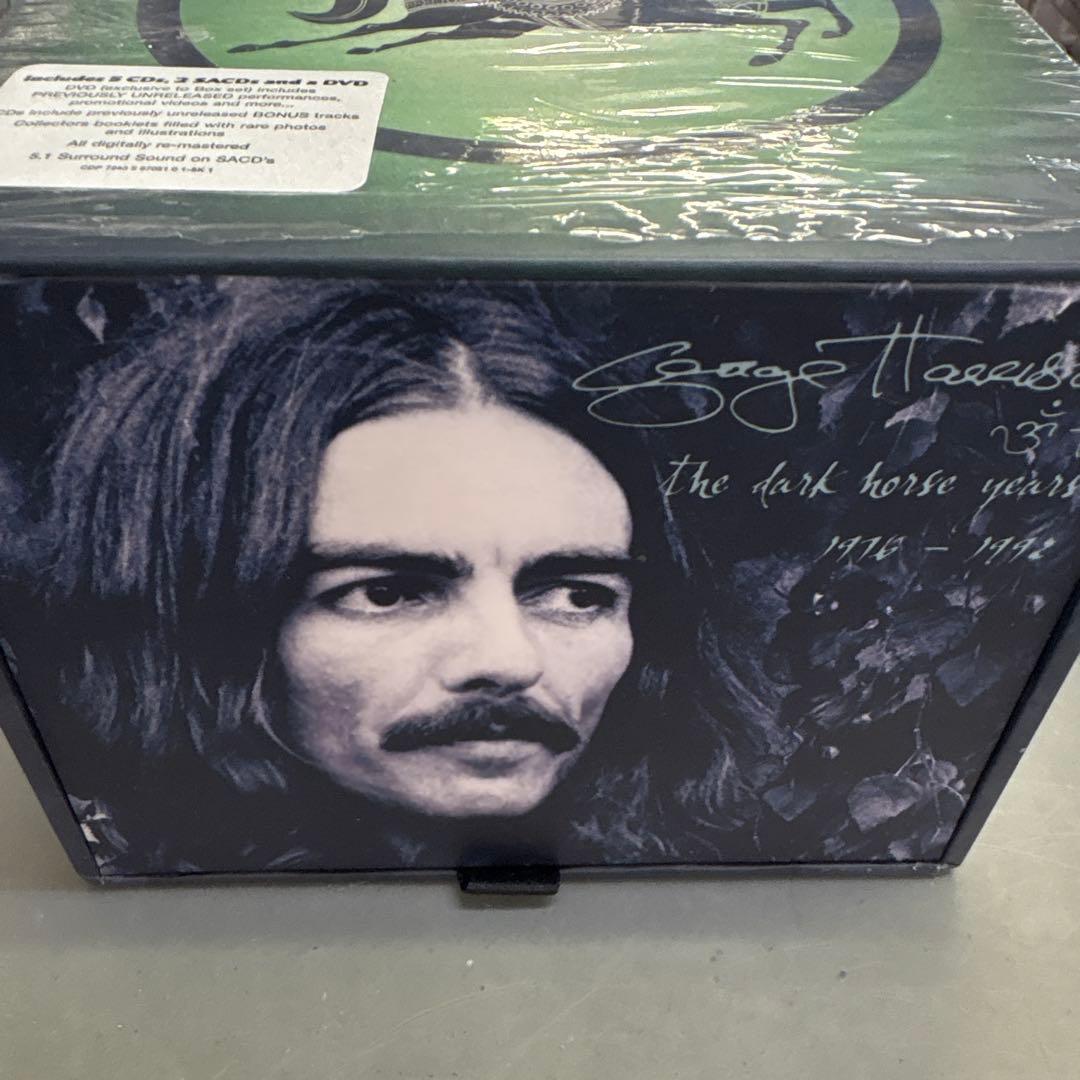 Includes 5 CDs, 2 SACDs and a DVD
DVD (exclusive to Box set) includes
PREVIOUSLY UNRELEASED performances,
promotional videos and more...
CDs include previously unreleased BONUS tracks
Collectors booklets filled with rare photos
and illustrations
All digitally re-mastered
5.1 Surround Sound on SACD's
George Harriso
ॐ
the dark horse years
1976 – 1992